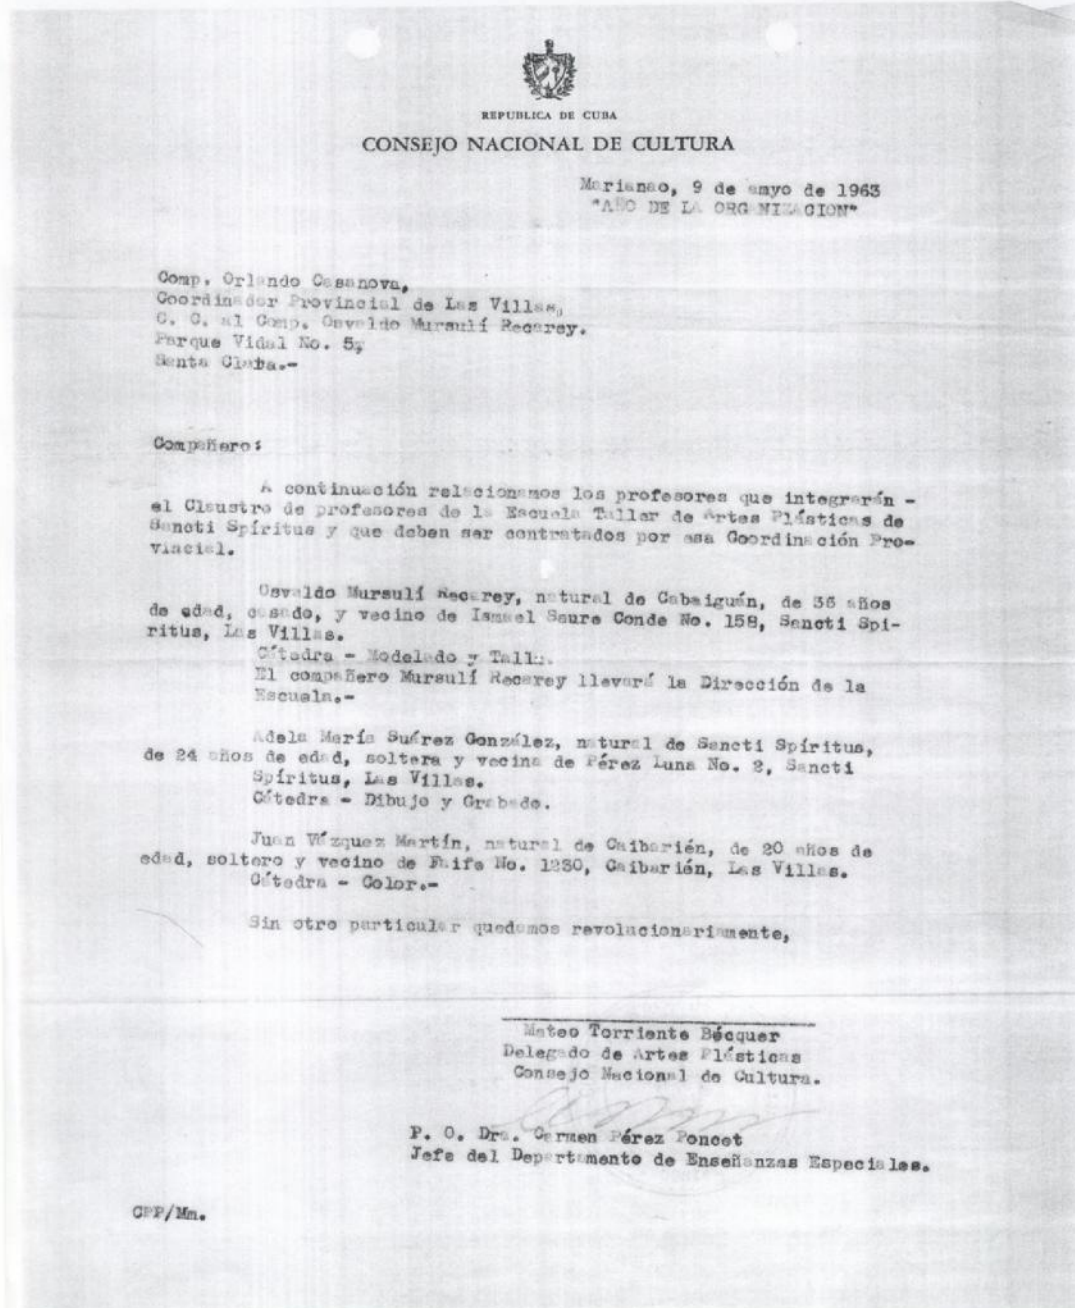 REPUBLICA DE CUBA
CONSEJO NACIONAL DE CULTURA
Marianao, 9 de mayo de 1963
"AÑO DE LA ORGANIZACION"
Comp. Orlando Casanova,
Coordinador Provincial de Las Villas,
C. C. al Comp. Osvaldo Mursulí Recarey.
Parque Vidal No. 5,
Santa Clara.-
Compañero:
A continuación relacionamos los profesores que integrarán -
el Claustro de profesores de la Escuela Taller de Artes Plásticas de
Sancti Spíritus y que deben ser contratados por esa Coordinación Pro-
vincial.
Osvaldo Mursulí Recarey, natural de Cabaiguán, de 36 años
de edad, casado, y vecino de Ismael Saure Conde No. 158, Sancti Spí-
ritus, Las Villas.
Cátedra - Modelado y Talla.
El compañero Mursulí Recarey llevará la Dirección de la
Escuela.-
Adela María Suárez González, natural de Sancti Spíritus,
de 24 años de edad, soltera y vecina de Pérez Luna No. 2, Sancti
Spíritus, Las Villas.
Cátedra - Dibujo y Grabado.
Juan Vázquez Martín, natural de Caibarién, de 20 años de
edad, soltero y vecino de No. 1230, Caibarién, Las Villas.
Cátedra - Color.-
Sin otro particular quedamos revolucionariamente,
Mateo Torriente Bécquer
Delegado de Artes Plásticas
Consejo Nacional de Cultura.
P. O. Dra. Carmen Pérez Poncet
Jefe del Departamento de Enseñanzas Especiales.
CPP/Mm.